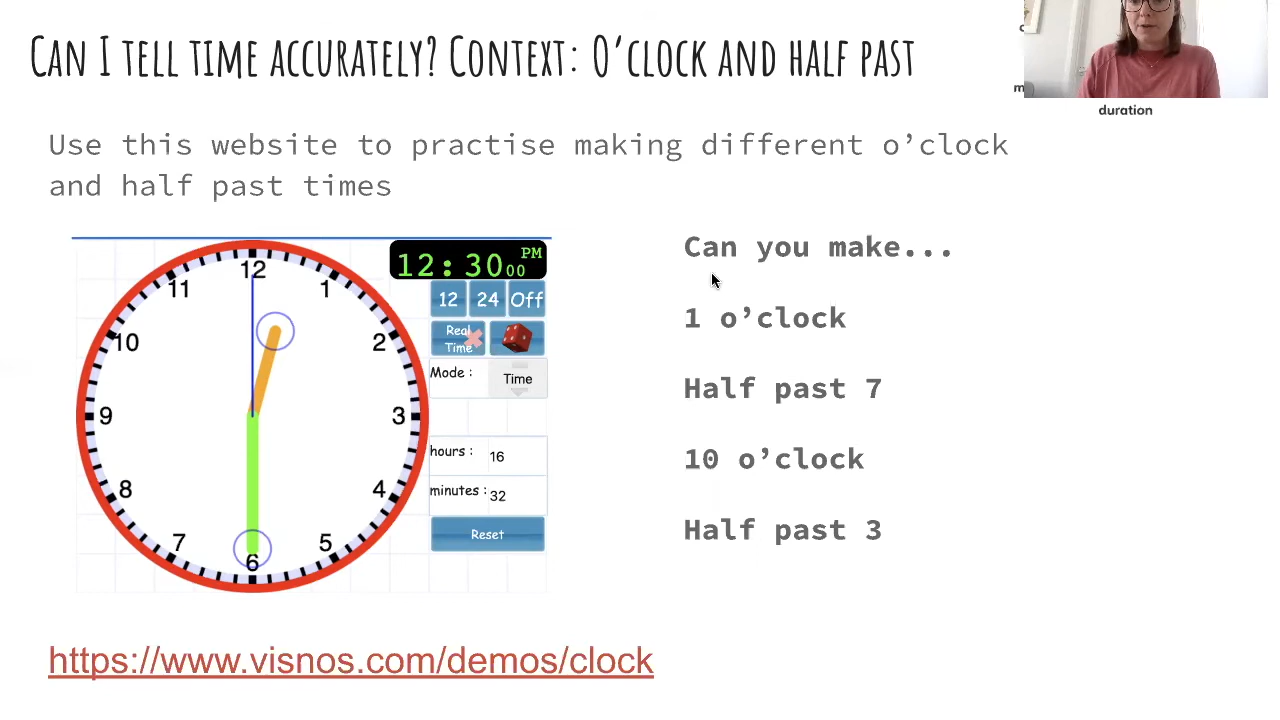 Can I tell time accurately? Context: O’clock and half past
duration
Use this website to practise making different o’clock
and half past times
12:30 00 PM
12 24 Off
Real
Time
Mode :
Time
hours : 16
minutes : 32
Reset
12
11 1
10 2
9 3
8 4
7 5
6
Can you make...
1 o’clock
Half past 7
10 o’clock
Half past 3
https://www.visnos.com/demos/clock